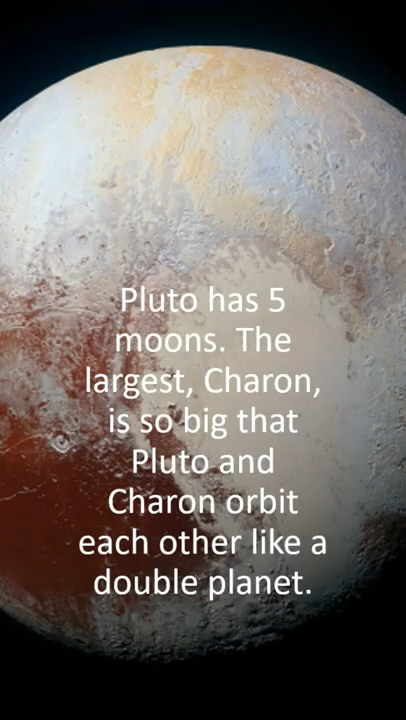 Pluto has 5
moons. The
largest, Charon,
is so big that
Pluto and
Charon orbit
each other like a
double planet.